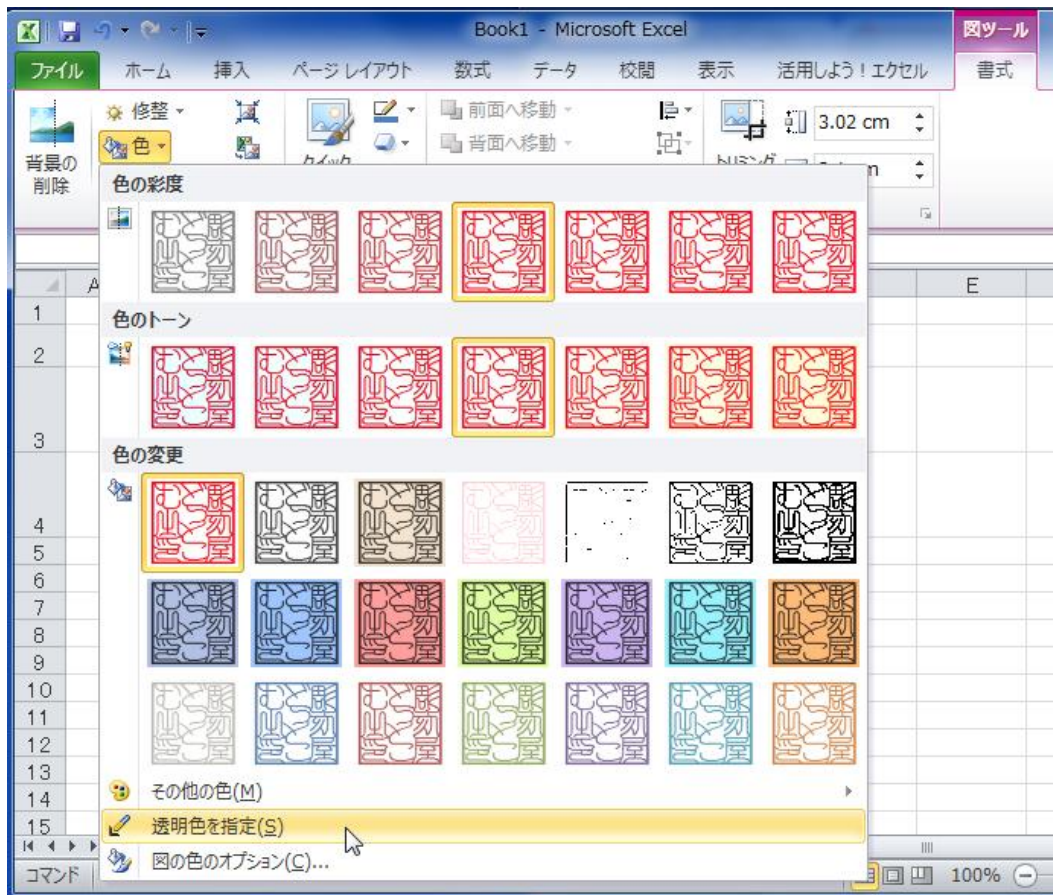 Book1 - Microsoft Excel
図ツール
ファイル ホーム 挿入 ページ レイアウト 数式 データ 校閲 表示 活用しよう！エクセル 書式
修整
前面へ移動
3.02 cm
色
背面へ移動
背景の
削除
色の彩度
E
1
色のトーン
2
3
色の変更
4
5
6
7
8
9
10
11
12
13
その他の色(M)
14
透明色を指定(S)
15
図の色のオプション(C)...
コマンド
100%